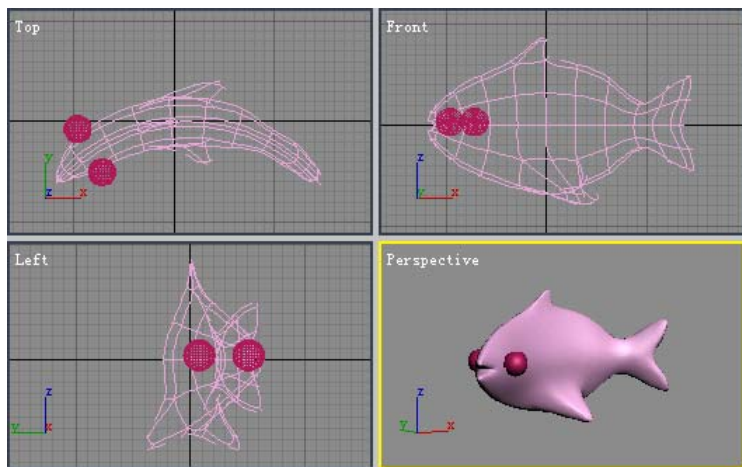 Top
Front
y
z x
z
y x
Left
Perspective
z
y x
z
y x